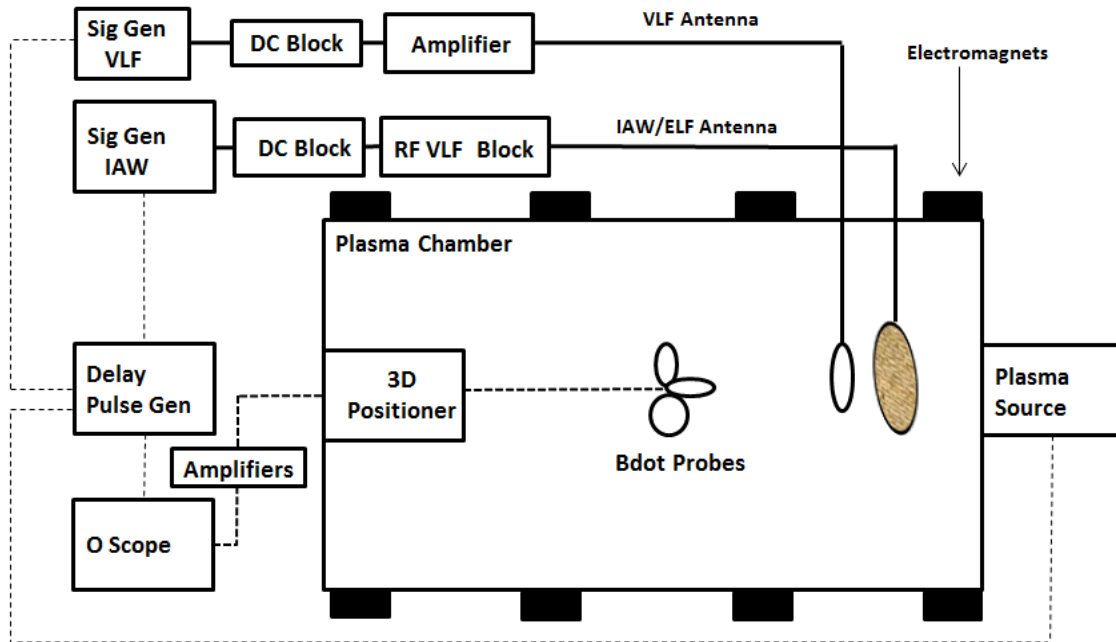 Sig Gen
VLF
DC Block
Amplifier
VLF Antenna
Electromagnets
Sig Gen
IAW
DC Block
RF VLF Block
IAW/ELF Antenna
Plasma Chamber
Delay
Pulse Gen
3D
Positioner
Plasma
Source
Amplifiers
Bdot Probes
O Scope